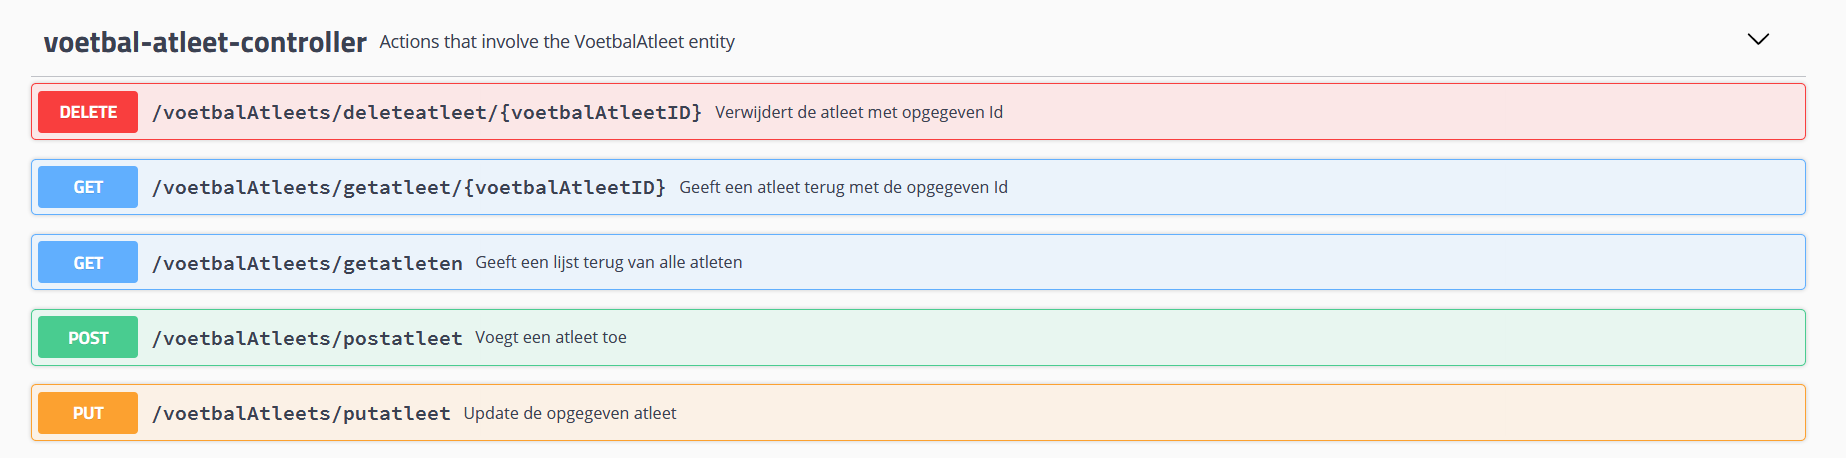 voetbal-atleet-controller Actions that involve the VoetbalAtleet entity
DELETE /voetbalAtleets/deleteatleet/{voetbalAtleetID} Verwijdert de atleet met opgegeven Id
GET /voetbalAtleets/getatleet/{voetbalAtleetID} Geeft een atleet terug met de opgegeven Id
GET /voetbalAtleets/getatleten Geeft een lijst terug van alle atleten
POST /voetbalAtleets/postatleet Voegt een atleet toe
PUT /voetbalAtleets/putatleet Update de opgegeven atleet